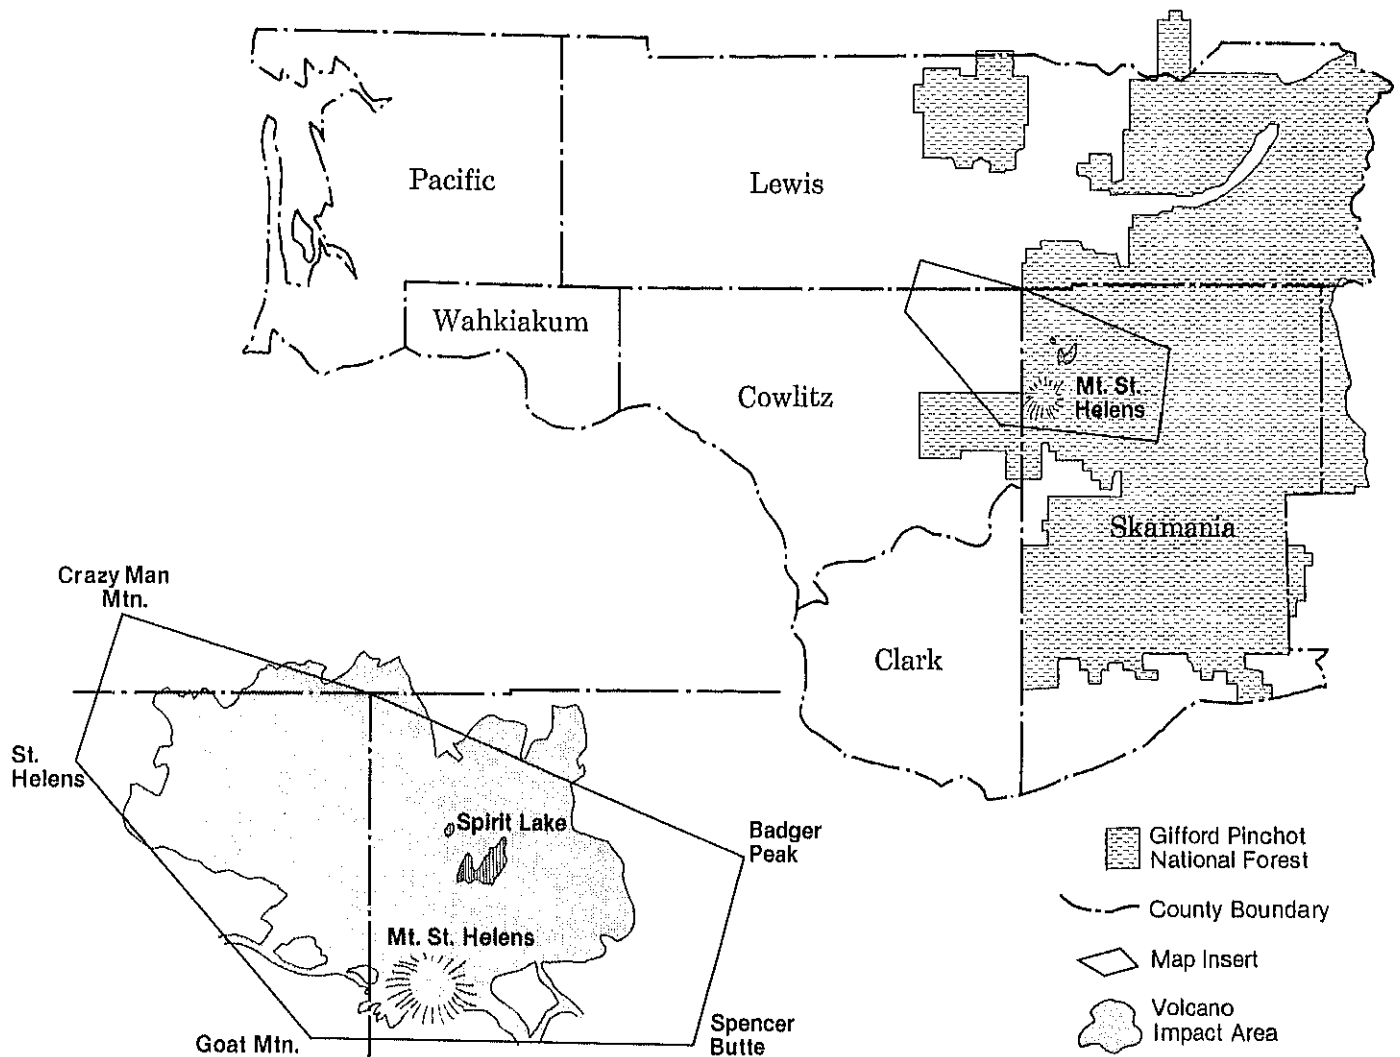 Pacific
Lewis
Wahkiakum
Cowlitz
Mt. St.
Helens
Skamania
Clark
Crazy Man
Mtn.
St.
Helens
Spirit Lake
Badger
Peak
Mt. St. Helens
Goat Mtn.
Spencer
Butte
Gifford Pinchot
National Forest
County Boundary
Map Insert
Volcano
Impact Area